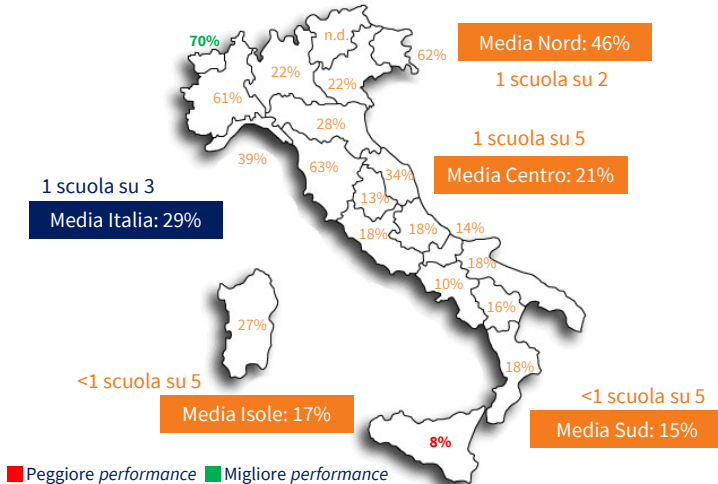 70%
n.d.
62%
Media Nord: 46%
1 scuola su 2
22%
22%
61%
28%
39%
63%
1 scuola su 5
Media Centro: 21%
34%
13%
1 scuola su 3
Media Italia: 29%
18%
18%
14%
18%
10%
16%
27%
18%
<1 scuola su 5
Media Isole: 17%
<1 scuola su 5
Media Sud: 15%
8%
Peggiore performance Migliore performance